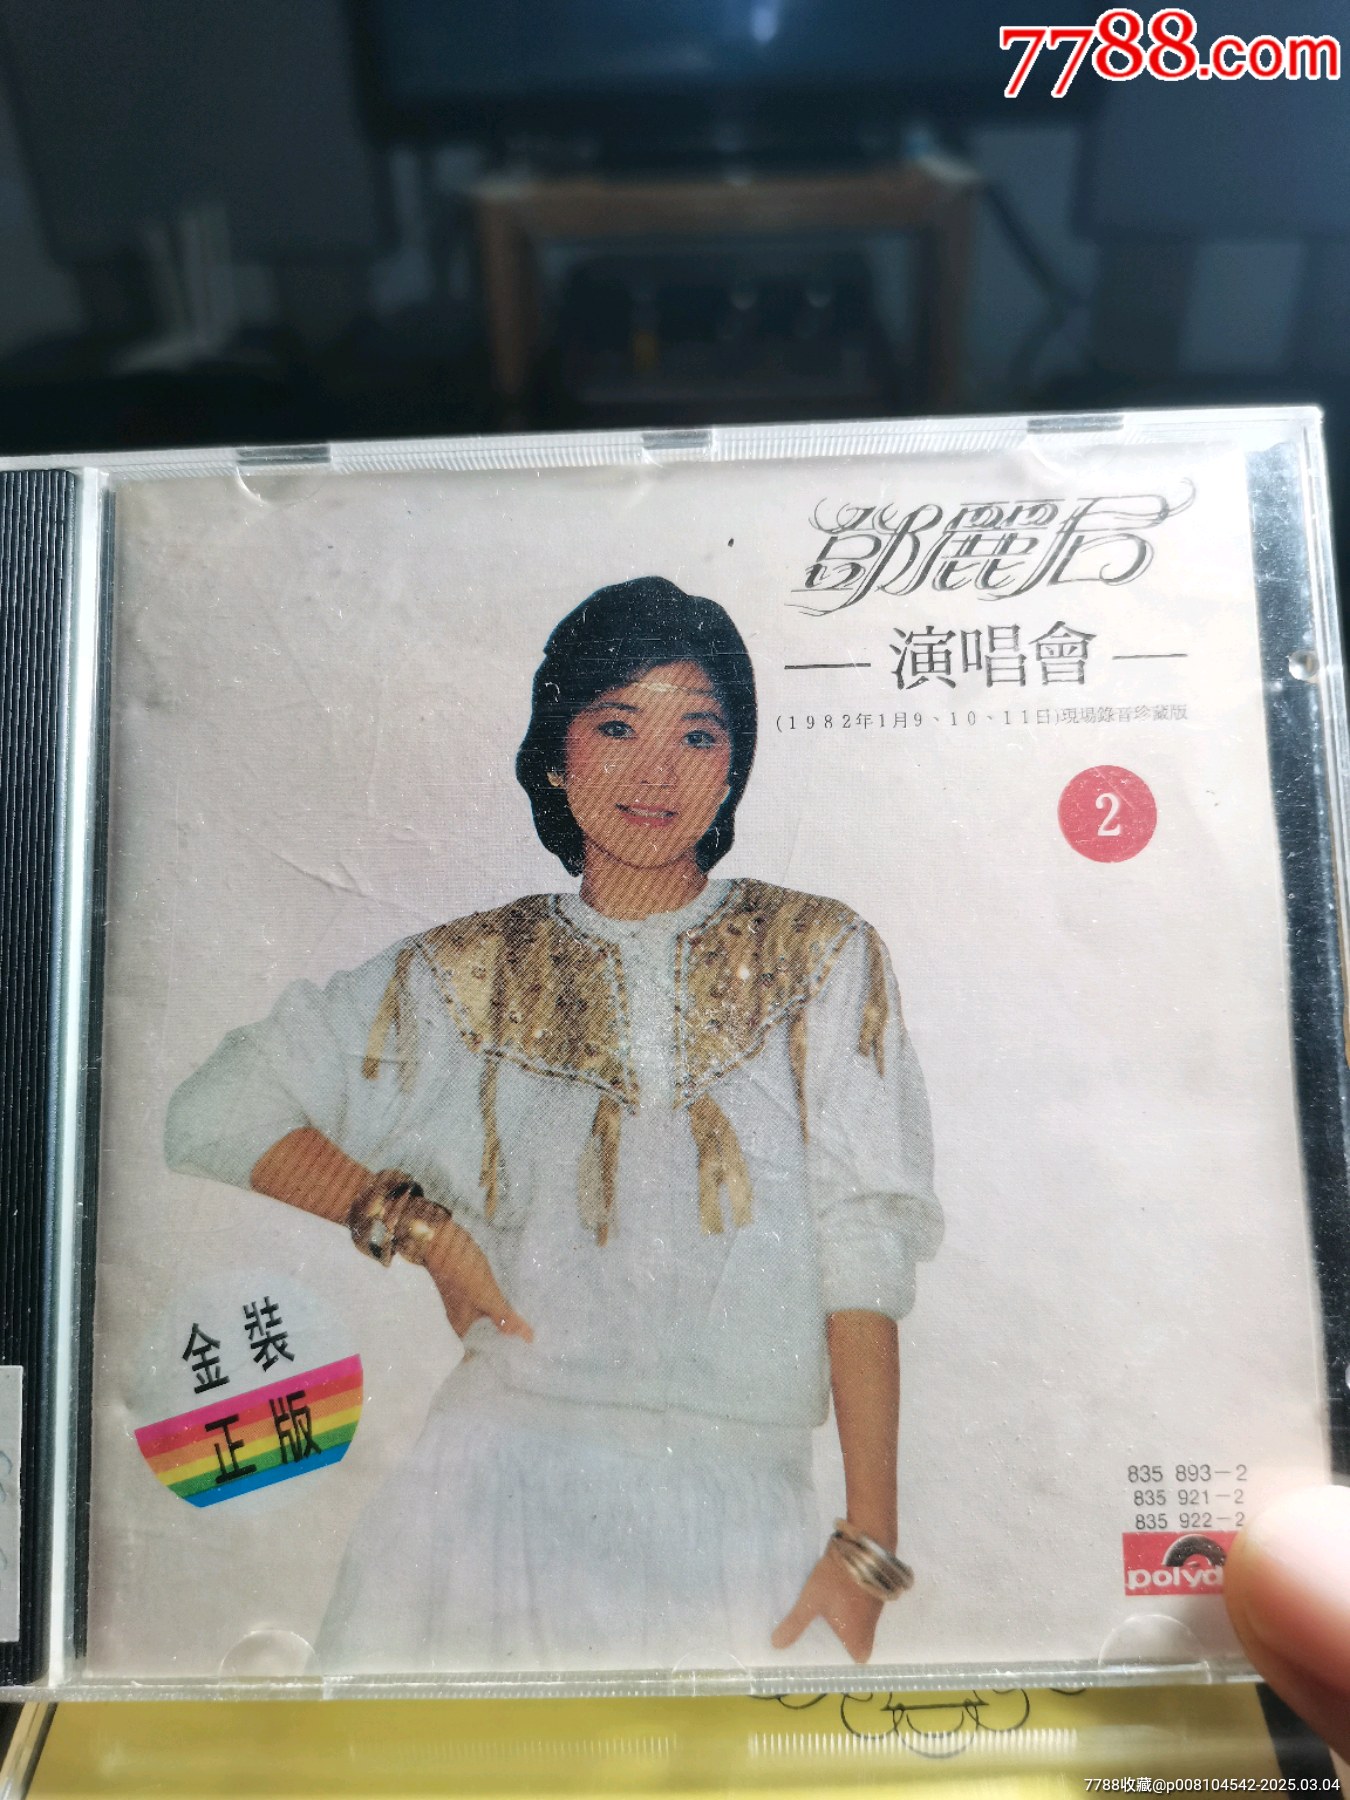 7788.com
鄧麗君
演唱會
(1982年1月9、10、11日)現場錄音珍藏版
2
金裝
正版
835 893-2
835 921-2
835 922-2
polyd
7788收藏@p008104542-2025.03.04